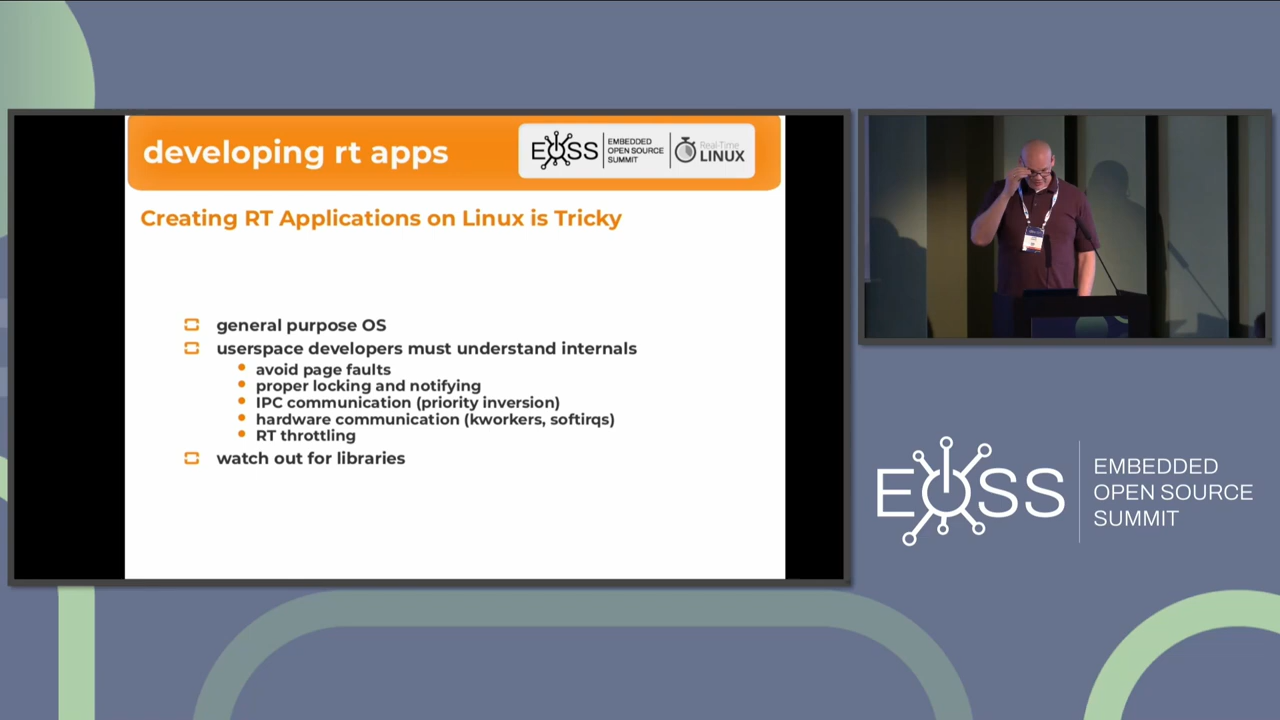 developing rt apps
EOSS
EMBEDDED
OPEN SOURCE
SUMMIT
Real-Time
LINUX
Creating RT Applications on Linux is Tricky
general purpose OS
userspace developers must understand internals
avoid page faults
proper locking and notifying
IPC communication (priority inversion)
hardware communication (kworkers, softirqs)
RT throttling
watch out for libraries
EOSS
EMBEDDED
OPEN SOURCE
SUMMIT